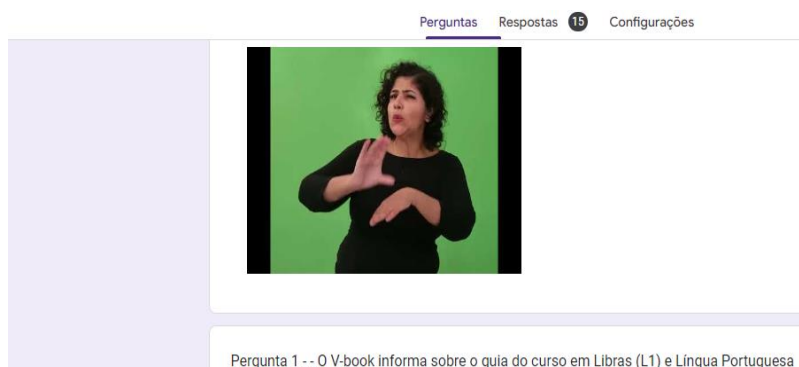 Perguntas Respostas 15 Configurações
Pergunta 1 - - O V-book informa sobre o guia do curso em Libras (L1) e Língua Portuguesa